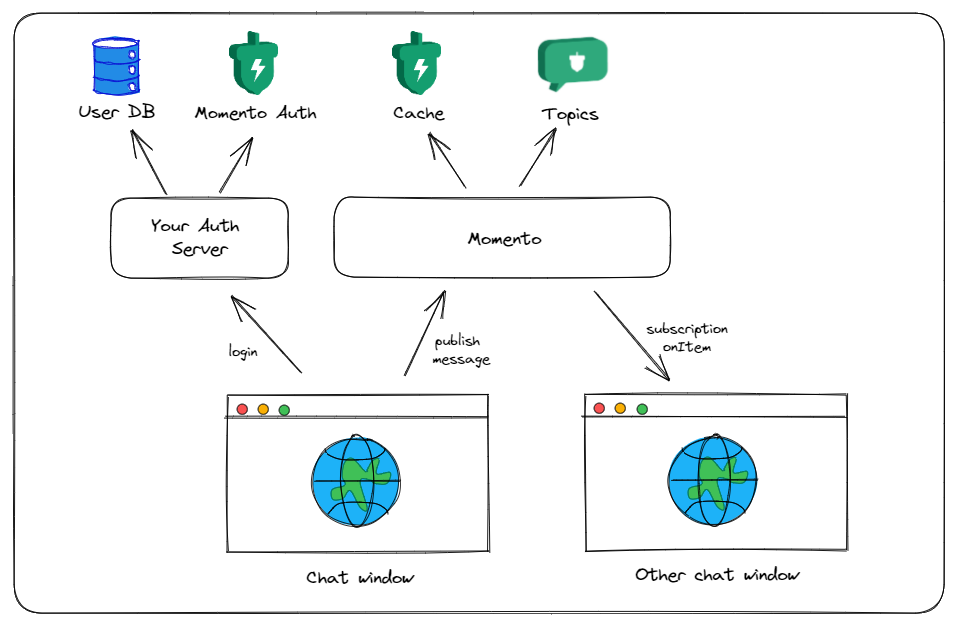 User DB
Momento Auth
Cache
Topics
Your Auth
Server
Momento
login
publish
message
subscription
onItem
Chat window
Other chat window